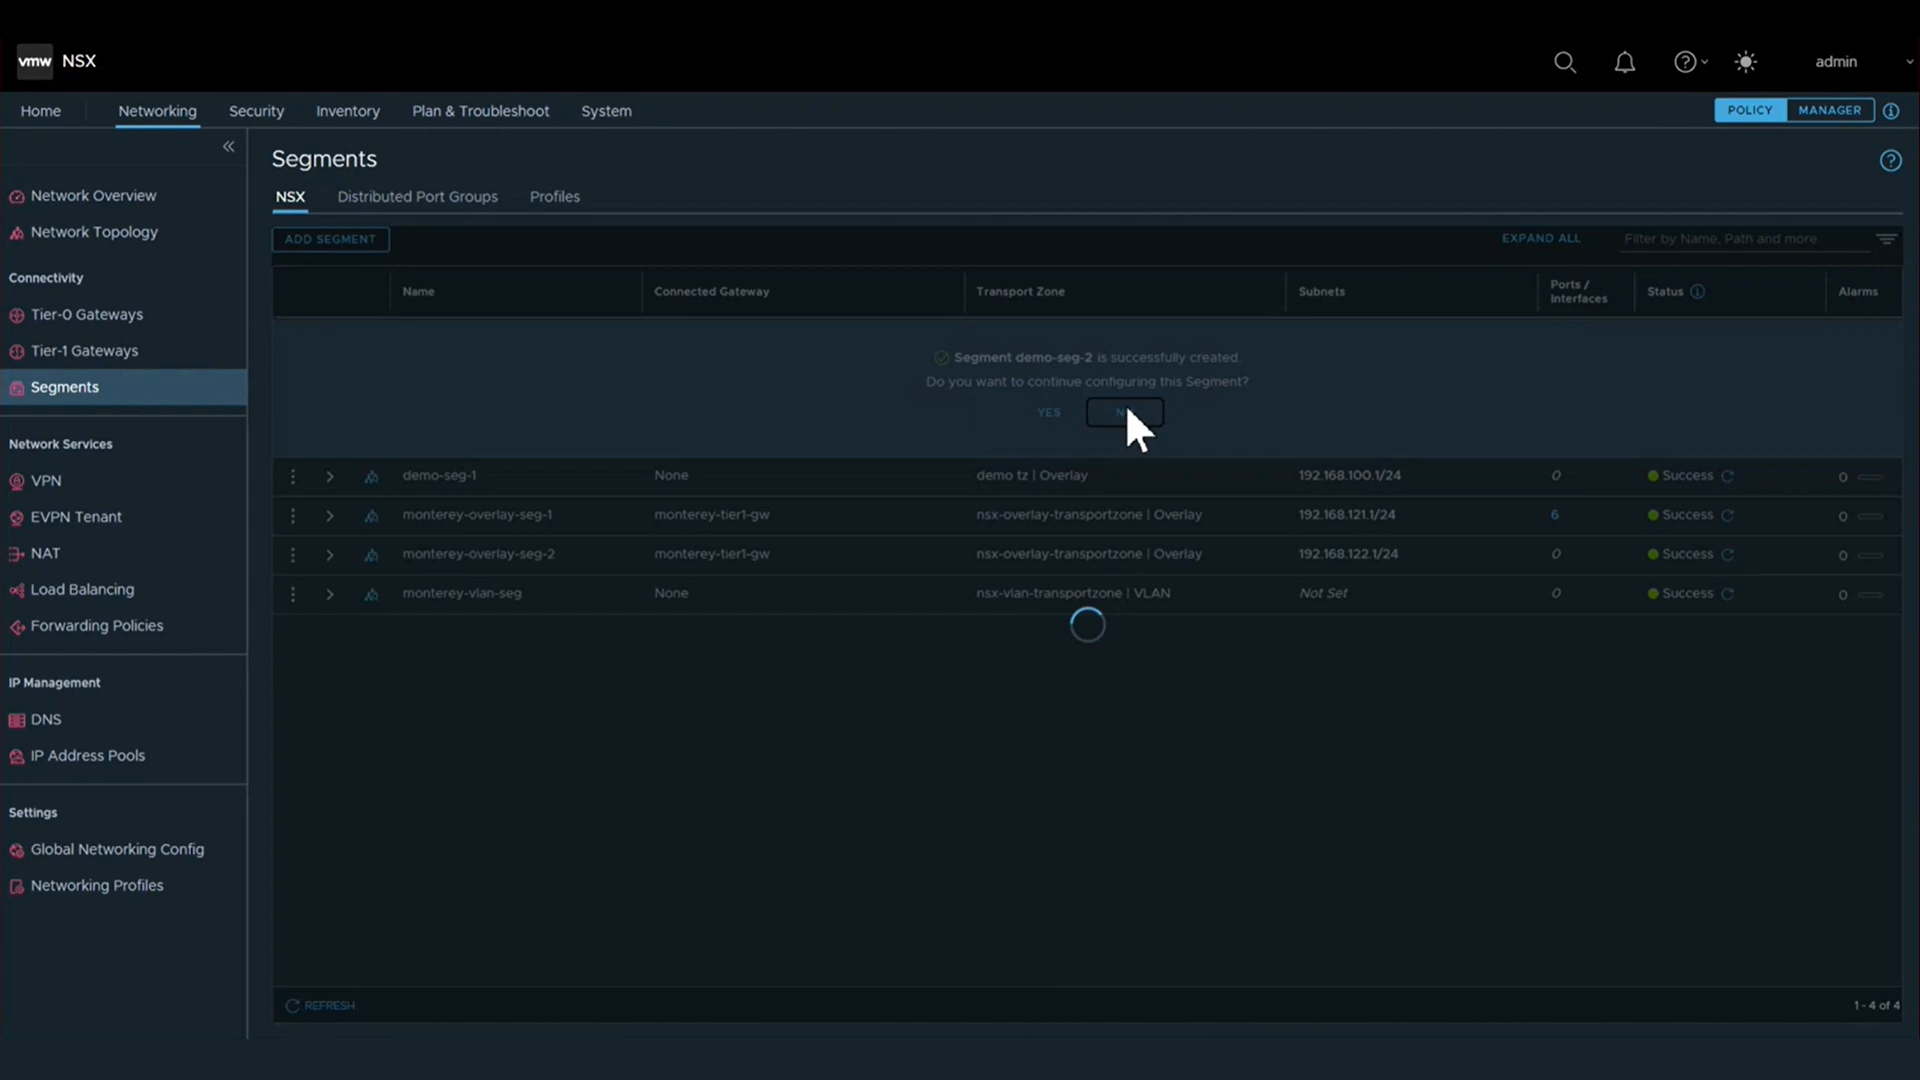 vmw NSX
admin
Home Networking Security Inventory Plan & Troubleshoot System
POLICY MANAGER
Network Overview
Network Topology
Connectivity
Tier-0 Gateways
Tier-1 Gateways
Segments
Network Services
VPN
EVPN Tenant
NAT
Load Balancing
Forwarding Policies
IP Management
DNS
IP Address Pools
Settings
Global Networking Config
Networking Profiles
Segments
NSX Distributed Port Groups Profiles
ADD SEGMENT EXPAND ALL Filter by Name, Path and more
Name Connected Gateway Transport Zone Subnets Ports / Interfaces Status Alarms
Segment demo-seg-2 is successfully created.
Do you want to continue configuring this Segment?
YES
demo-seg-1 None demo tz | Overlay 192.168.100.1/24 0 Success 0
monterey-overlay-seg-1 monterey-tier1-gw nsx-overlay-transportzone | Overlay 192.168.121.1/24 6 Success 0
monterey-overlay-seg-2 monterey-tier1-gw nsx-overlay-transportzone | Overlay 192.168.122.1/24 0 Success 0
monterey-vlan-seg None nsx-vlan-transportzone | VLAN Not Set 0 Success 0
REFRESH 1 - 4 of 4